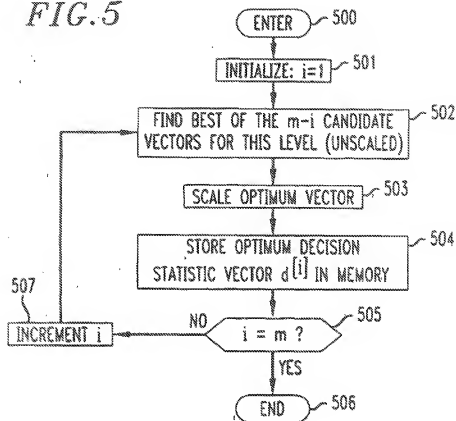 FIG.5
ENTER
500
INITIALIZE: i=1
501
FIND BEST OF THE m-i CANDIDATE
VECTORS FOR THIS LEVEL (UNSCALED)
502
SCALE OPTIMUM VECTOR
503
STORE OPTIMUM DECISION
STATISTIC VECTOR d[i] IN MEMORY
504
507
INCREMENT i
NO
i = m ?
505
YES
END
506